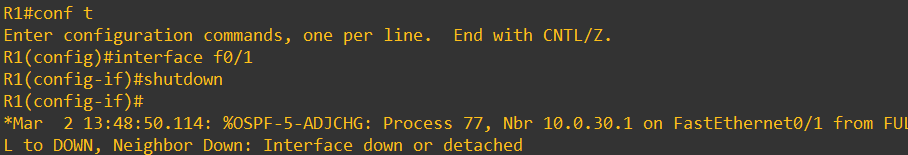 R1#conf t
Enter configuration commands, one per line.  End with CNTL/Z.
R1(config)#interface f0/1
R1(config-if)#shutdown
R1(config-if)#
*Mar  2 13:48:50.114: %OSPF-5-ADJCHG: Process 77, Nbr 10.0.30.1 on FastEthernet0/1 from FUL
L to DOWN, Neighbor Down: Interface down or detached